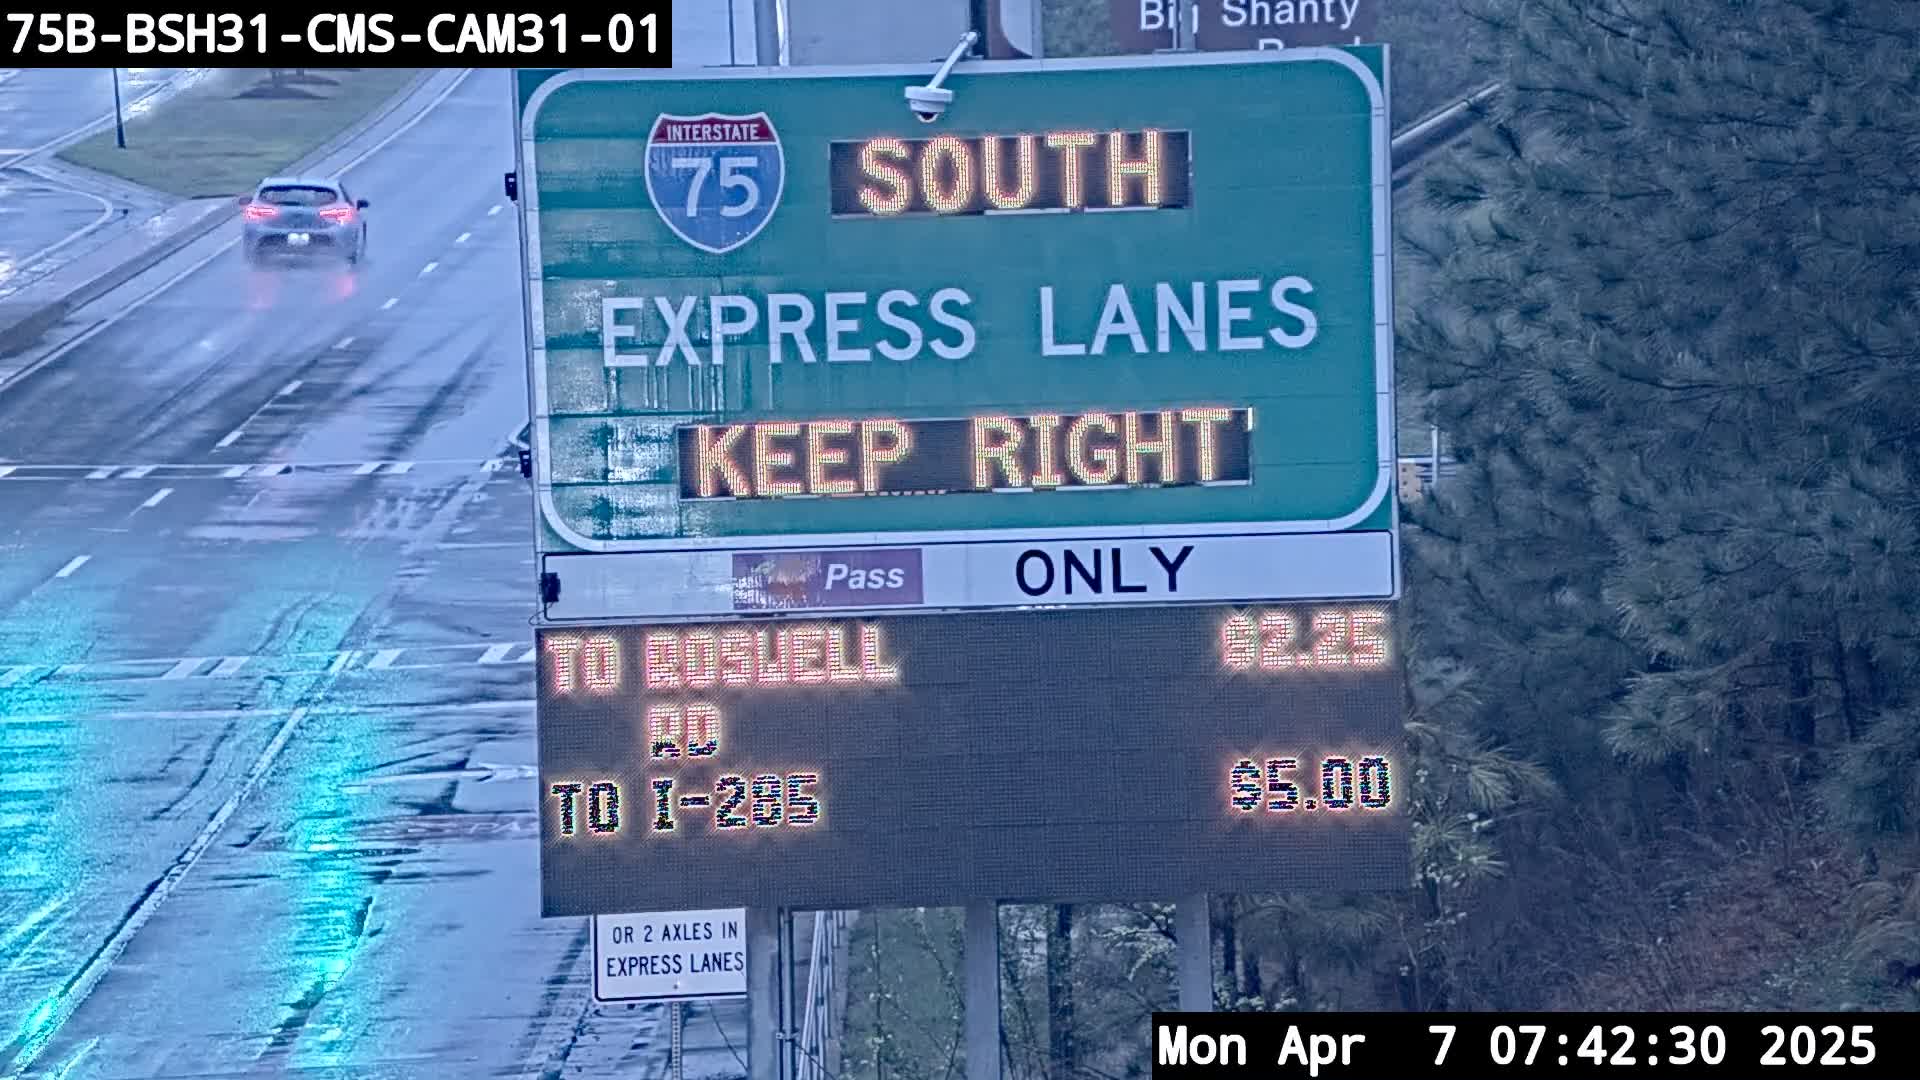 75B-BSH31-CMS-CAM31-01
Big Shanty
INTERSTATE
75
SOUTH
EXPRESS LANES
KEEP RIGHT
Pass ONLY
TO ROSWELL $2.25
RD
TO I-285 $5.00
OR 2 AXLES IN
EXPRESS LANES
Mon Apr 7 07:42:30 2025